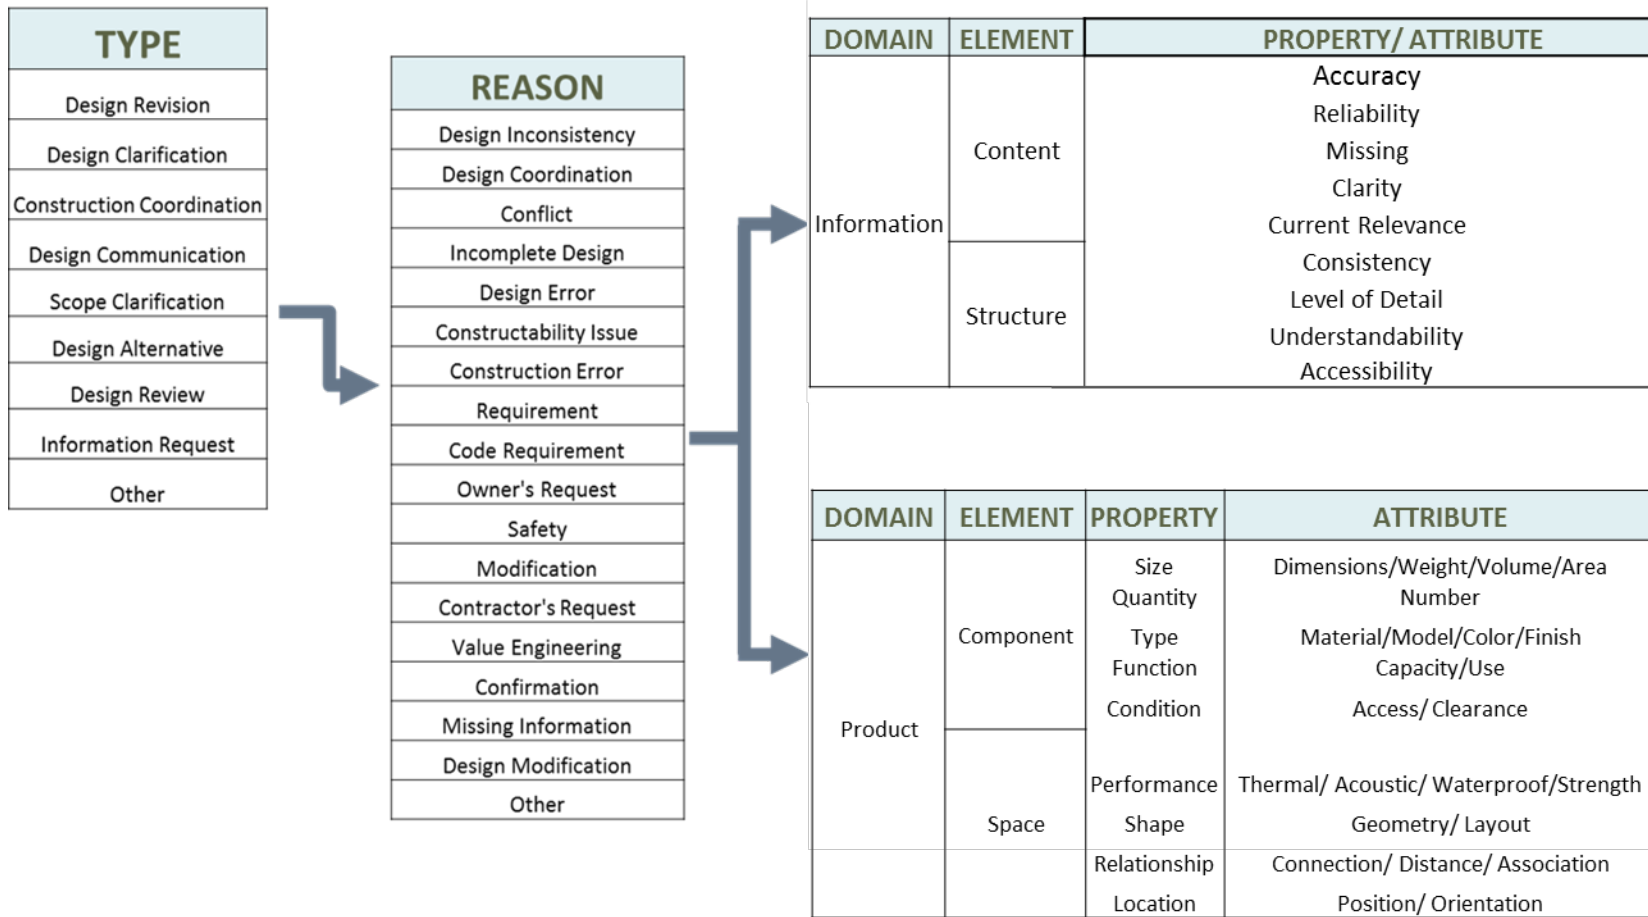 TYPE
Design Revision
Design Clarification
Construction Coordination
Design Communication
Scope Clarification
Design Alternative
Design Review
Information Request
Other
REASON
Design Inconsistency
Design Coordination
Conflict
Incomplete Design
Design Error
Constructability Issue
Construction Error
Requirement
Code Requirement
Owner's Request
Safety
Modification
Contractor's Request
Value Engineering
Confirmation
Missing Information
Design Modification
Other
DOMAIN ELEMENT PROPERTY/ ATTRIBUTE
Information
Content
Structure
Accuracy
Reliability
Missing
Clarity
Current Relevance
Consistency
Level of Detail
Understandability
Accessibility
DOMAIN ELEMENT PROPERTY ATTRIBUTE
Product
Component
Size Dimensions/Weight/Volume/Area
Quantity Number
Type Material/Model/Color/Finish
Function Capacity/Use
Condition Access/ Clearance
Space
Performance Thermal/ Acoustic/ Waterproof/Strength
Shape Geometry/ Layout
Relationship Connection/ Distance/ Association
Location Position/ Orientation